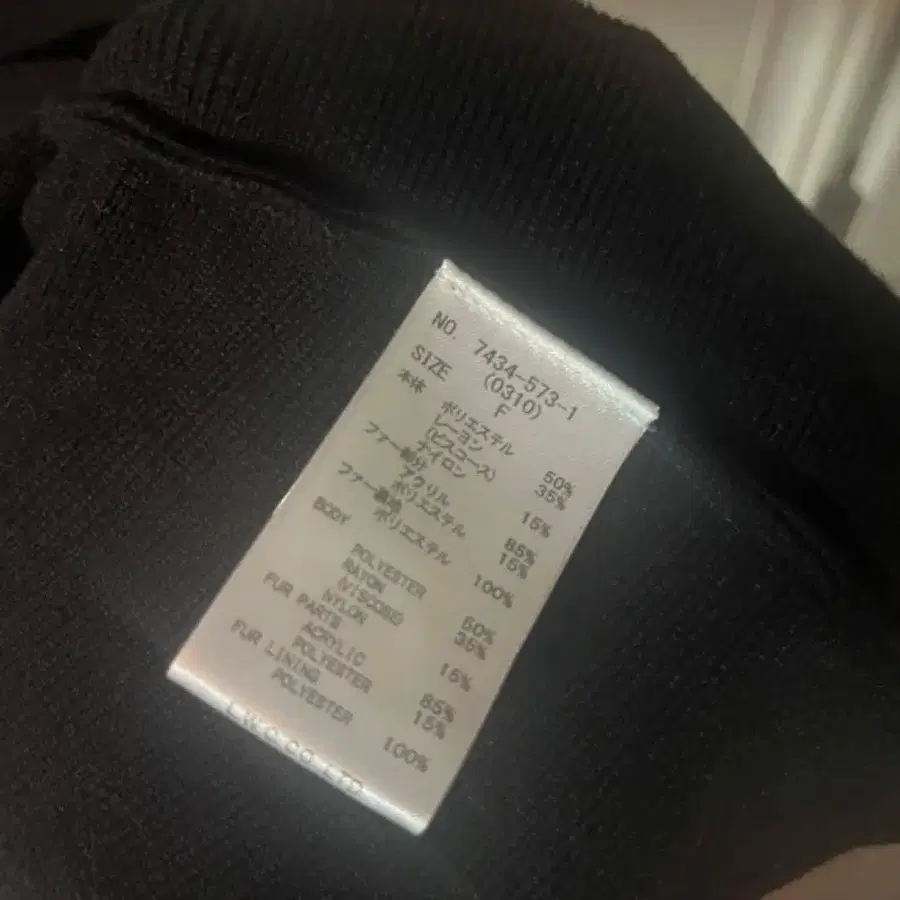 NO. 7434-573-1
(0310)
SIZE F
本体
ポリエステル 50%
レーヨン 35%
(ビスコース)
ナイロン 15%
ファー部分
アクリル 85%
ポリエステル 15%
ファー裏地
ポリエステル 100%
BODY
POLYESTER 50%
RAYON 35%
(VISCOSE)
NYLON 15%
FUR PARTS
ACRYLIC 85%
POLYESTER 15%
FUR LINING
POLYESTER 100%
CO LTD